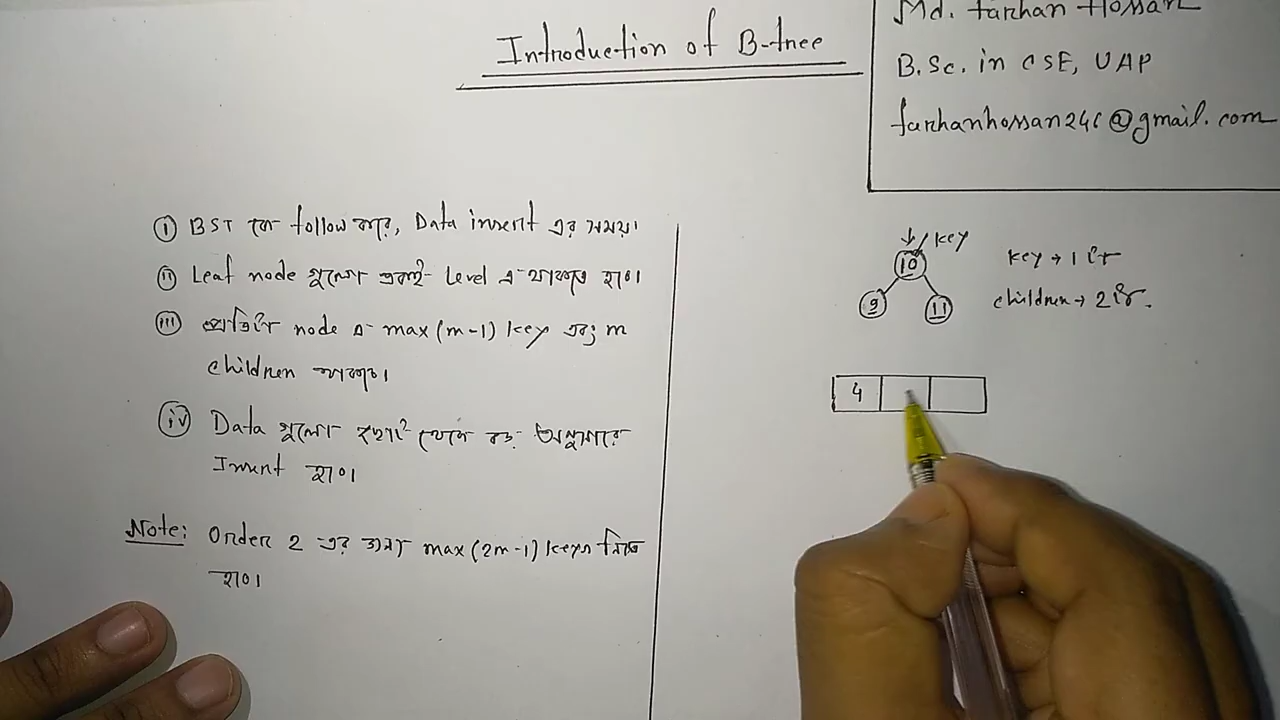 Introduction of B-tree
Md. Farhan Hossan
B.Sc. in CSE, UAP
farhanhossan246@gmail.com
(i) BST কে follow করে, Data insert এর সময়।
(ii) Leaf node গুলো একই Level এ থাকতে হবে।
(iii) প্রতিটি node এ max (m-1) key এবং m
children থাকবে।
(iv) Data গুলো ছোট থেকে বড় অনুসারে
Insert হবে।
Note: Order 2 এর জন্য max (2m-1) keys নিতে
হবে।
key
10
9 11
key → 1 টি
children → 2 টি.
4